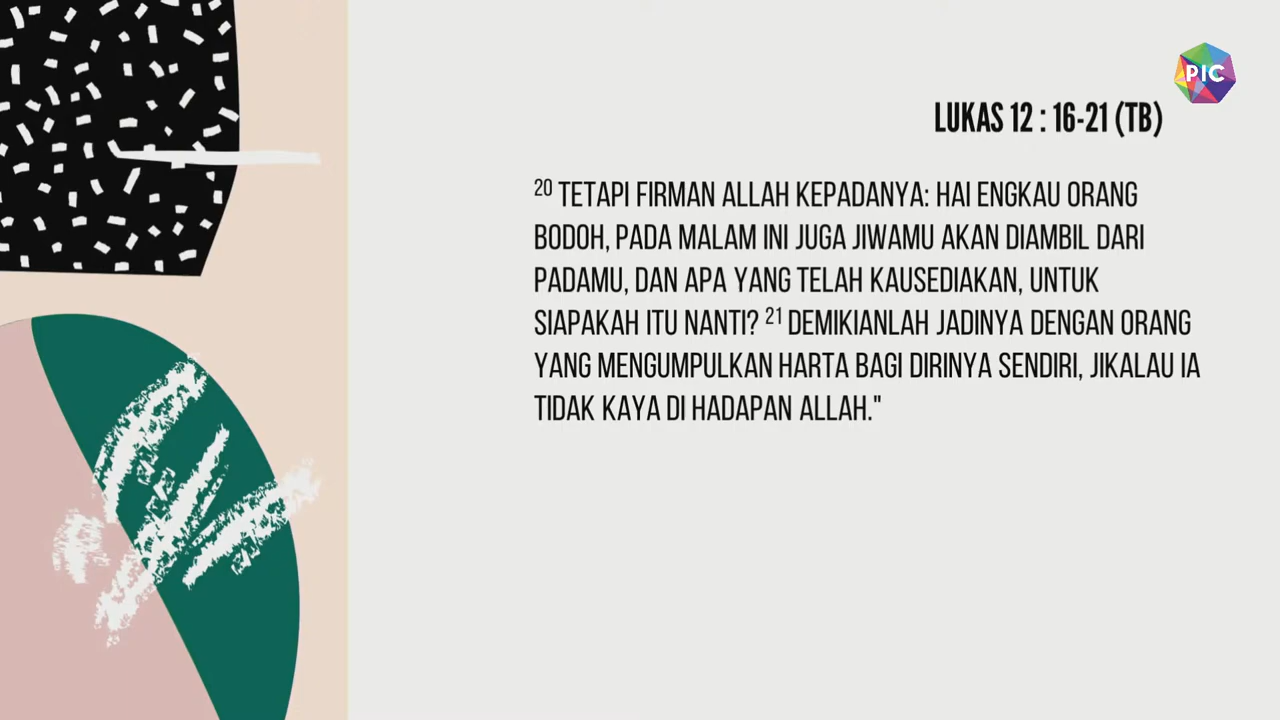 PIC
LUKAS 12 : 16-21 (TB)
20 TETAPI FIRMAN ALLAH KEPADANYA: HAI ENGKAU ORANG
BODOH, PADA MALAM INI JUGA JIWAMU AKAN DIAMBIL DARI
PADAMU, DAN APA YANG TELAH KAUSEDIAKAN, UNTUK
SIAPAKAH ITU NANTI? 21 DEMIKIANLAH JADINYA DENGAN ORANG
YANG MENGUMPULKAN HARTA BAGI DIRINYA SENDIRI, JIKALAU IA
TIDAK KAYA DI HADAPAN ALLAH."